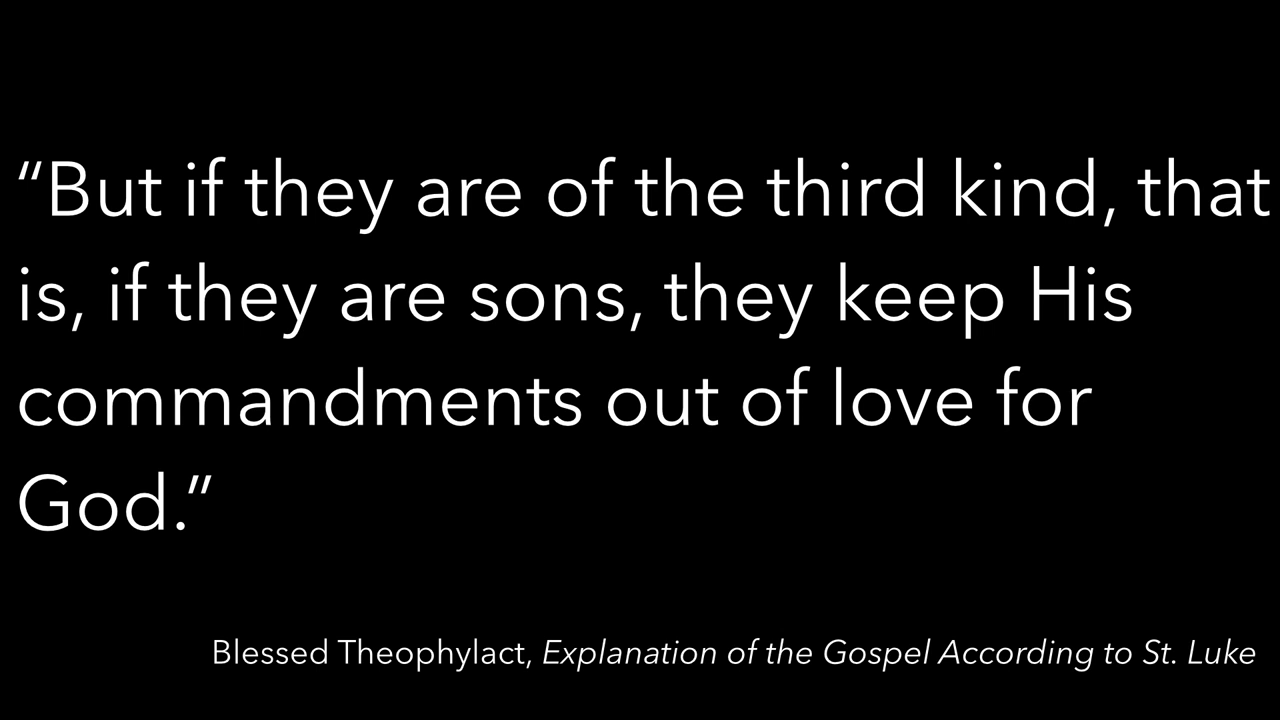 “But if they are of the third kind, that
is, if they are sons, they keep His
commandments out of love for
God.”
Blessed Theophylact, Explanation of the Gospel According to St. Luke